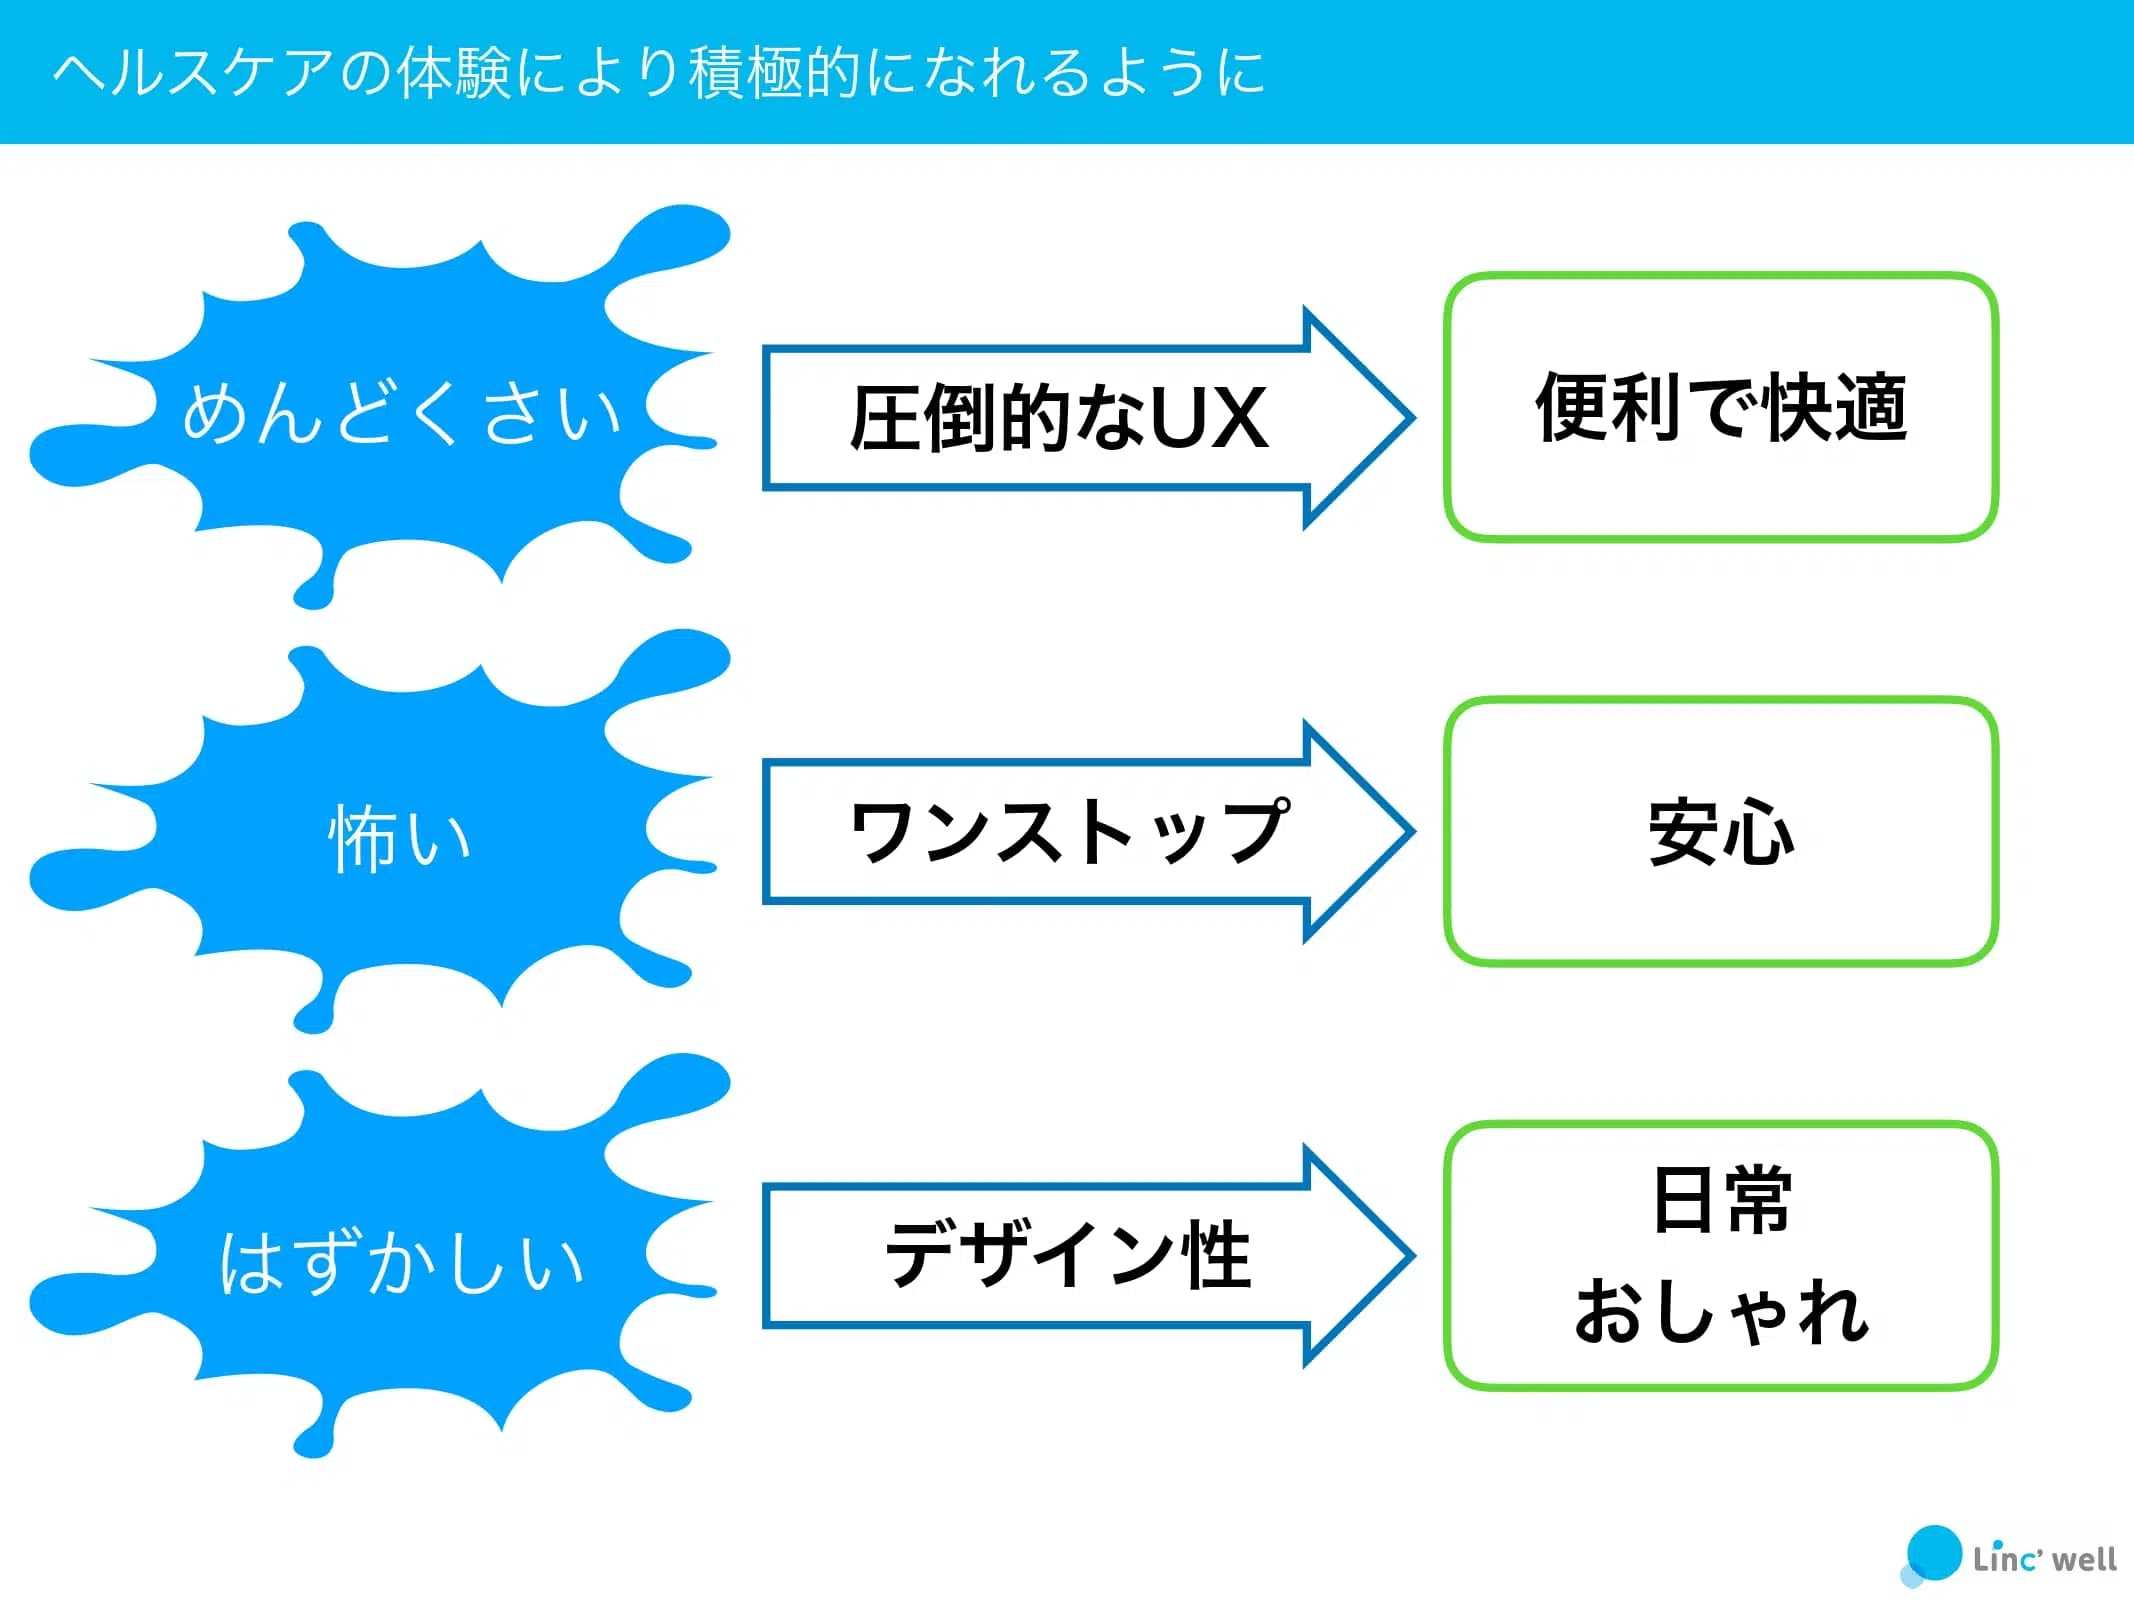 ヘルスケアの体験により積極的になれるように
めんどくさい
圧倒的なUX
便利で快適
怖い
ワンストップ
安心
はずかしい
デザイン性
日常
おしゃれ
Linc' well